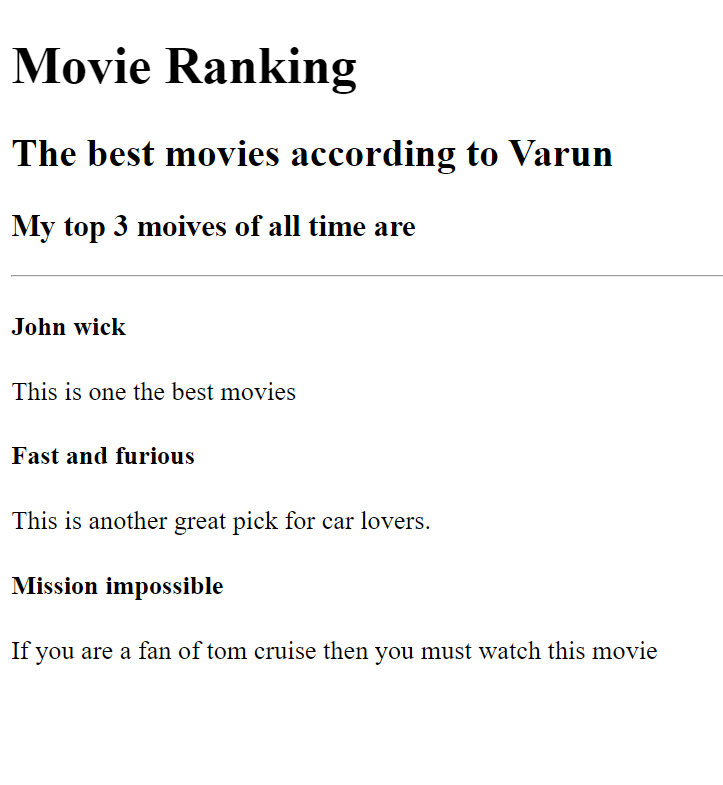 Movie Ranking
The best movies according to Varun
My top 3 moives of all time are
John wick
This is one the best movies
Fast and furious
This is another great pick for car lovers.
Mission impossible
If you are a fan of tom cruise then you must watch this movie